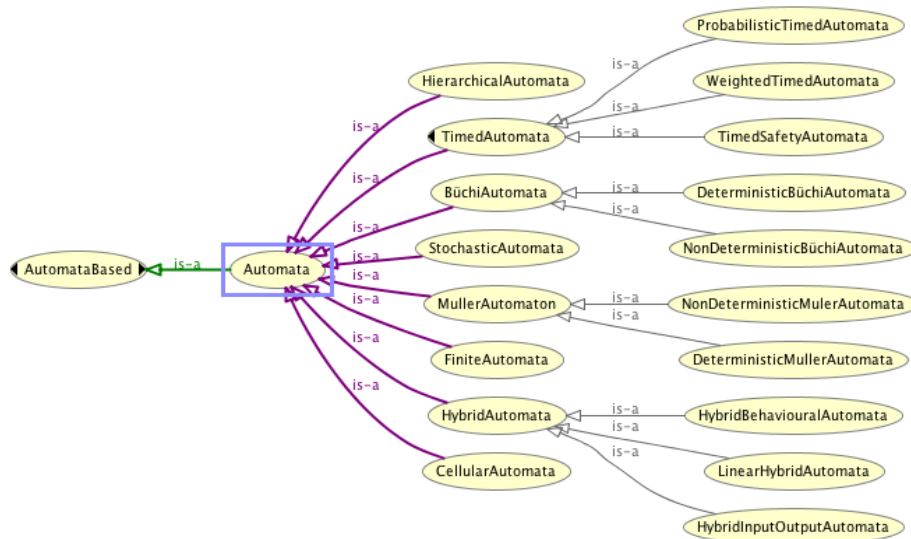 ProbabilisticTimedAutomata
is-a
HierarchicalAutomata
WeightedTimedAutomata
is-a
is-a
TimedAutomata
is-a
TimedSafetyAutomata
is-a
BüchiAutomata
is-a
DeterministicBüchiAutomata
is-a
is-a
StochasticAutomata
NonDeterministicBüchiAutomata
AutomataBased
is-a
Automata
is-a
is-a
MullerAutomaton
is-a
NonDeterministicMulerAutomata
is-a
is-a
is-a
FiniteAutomata
DeterministicMullerAutomata
is-a
HybridAutomata
is-a
HybridBehaviouralAutomata
is-a
is-a
CellularAutomata
LinearHybridAutomata
HybridInputOutputAutomata